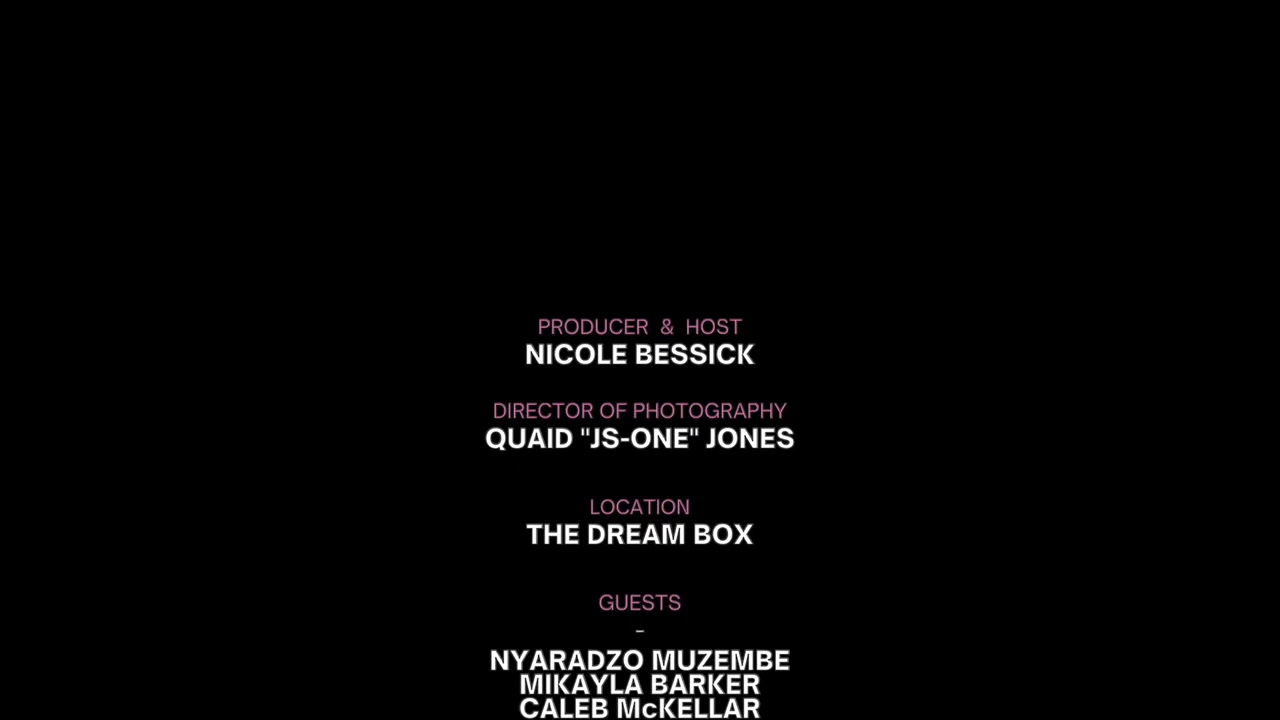 PRODUCER & HOST
NICOLE BESSICK
DIRECTOR OF PHOTOGRAPHY
QUAID "JS-ONE" JONES
LOCATION
THE DREAM BOX
GUESTS
-
NYARADZO MUZEMBE
MIKAYLA BARKER
CALEB McKELLAR